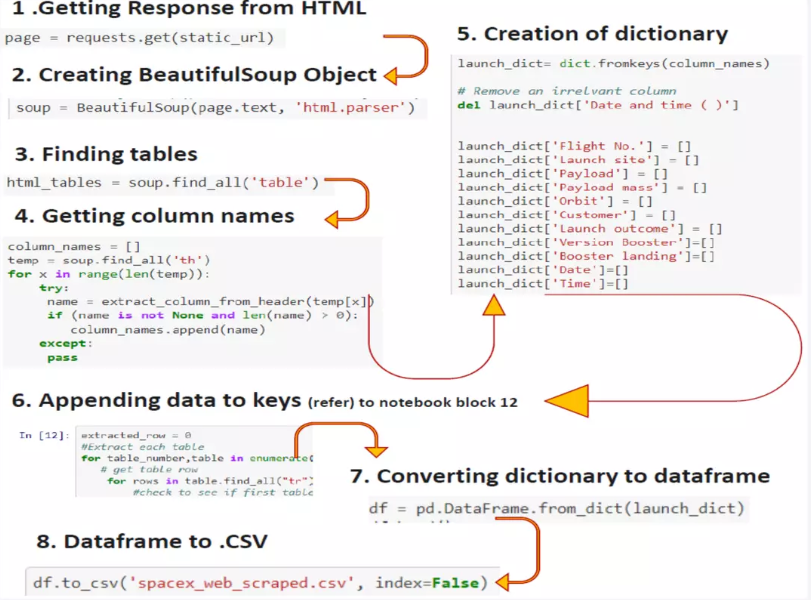 1 .Getting Response from HTML
page = requests.get(static_url)
2. Creating BeautifulSoup Object
soup = BeautifulSoup(page.text, 'html.parser')
3. Finding tables
html_tables = soup.find_all('table')
4. Getting column names
column_names = []
temp = soup.find_all('th')
for x in range(len(temp)):
    try:
        name = extract_column_from_header(temp[x])
        if (name is not None and len(name) > 0):
            column_names.append(name)
    except:
        pass
5. Creation of dictionary
launch_dict= dict.fromkeys(column_names)
# Remove an irrelvant column
del launch_dict['Date and time ( )']
launch_dict['Flight No.'] = []
launch_dict['Launch site'] = []
launch_dict['Payload'] = []
launch_dict['Payload mass'] = []
launch_dict['Orbit'] = []
launch_dict['Customer'] = []
launch_dict['Launch outcome'] = []
launch_dict['Version Booster']=[]
launch_dict['Booster landing']=[]
launch_dict['Date']=[]
launch_dict['Time']=[]
6. Appending data to keys (refer) to notebook block 12
In [12]: extracted_row = 0
#Extract each table
for table_number,table in enumerate(
    # get table row
    for rows in table.find_all("tr")
        #check to see if first table
7. Converting dictionary to dataframe
df = pd.DataFrame.from_dict(launch_dict)
8. Dataframe to .CSV
df.to_csv('spacex_web_scraped.csv', index=False)